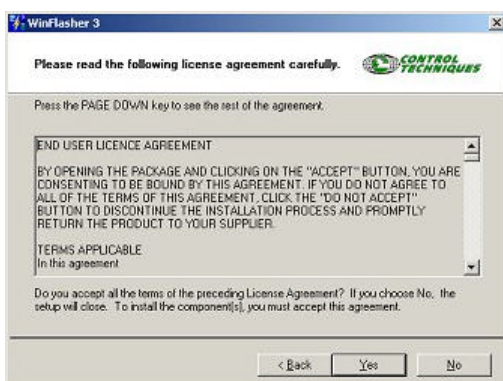 WinFlasher 3
Please read the following license agreement carefully.
CONTROL
TECHNIQUES
Press the PAGE DOWN key to see the rest of the agreement.
END USER LICENCE AGREEMENT
BY OPENING THE PACKAGE AND CLICKING ON THE "ACCEPT" BUTTON, YOU ARE
CONSENTING TO BE BOUND BY THIS AGREEMENT. IF YOU DO NOT AGREE TO
ALL OF THE TERMS OF THIS AGREEMENT, CLICK THE "DO NOT ACCEPT"
BUTTON TO DISCONTINUE THE INSTALLATION PROCESS AND PROMPTLY
RETURN THE PRODUCT TO YOUR SUPPLIER.
TERMS APPLICABLE
In this agreement
Do you accept all the terms of the preceding License Agreement? If you choose No, the
setup will close. To install the component(s), you must accept this agreement.
< Back
Yes
No